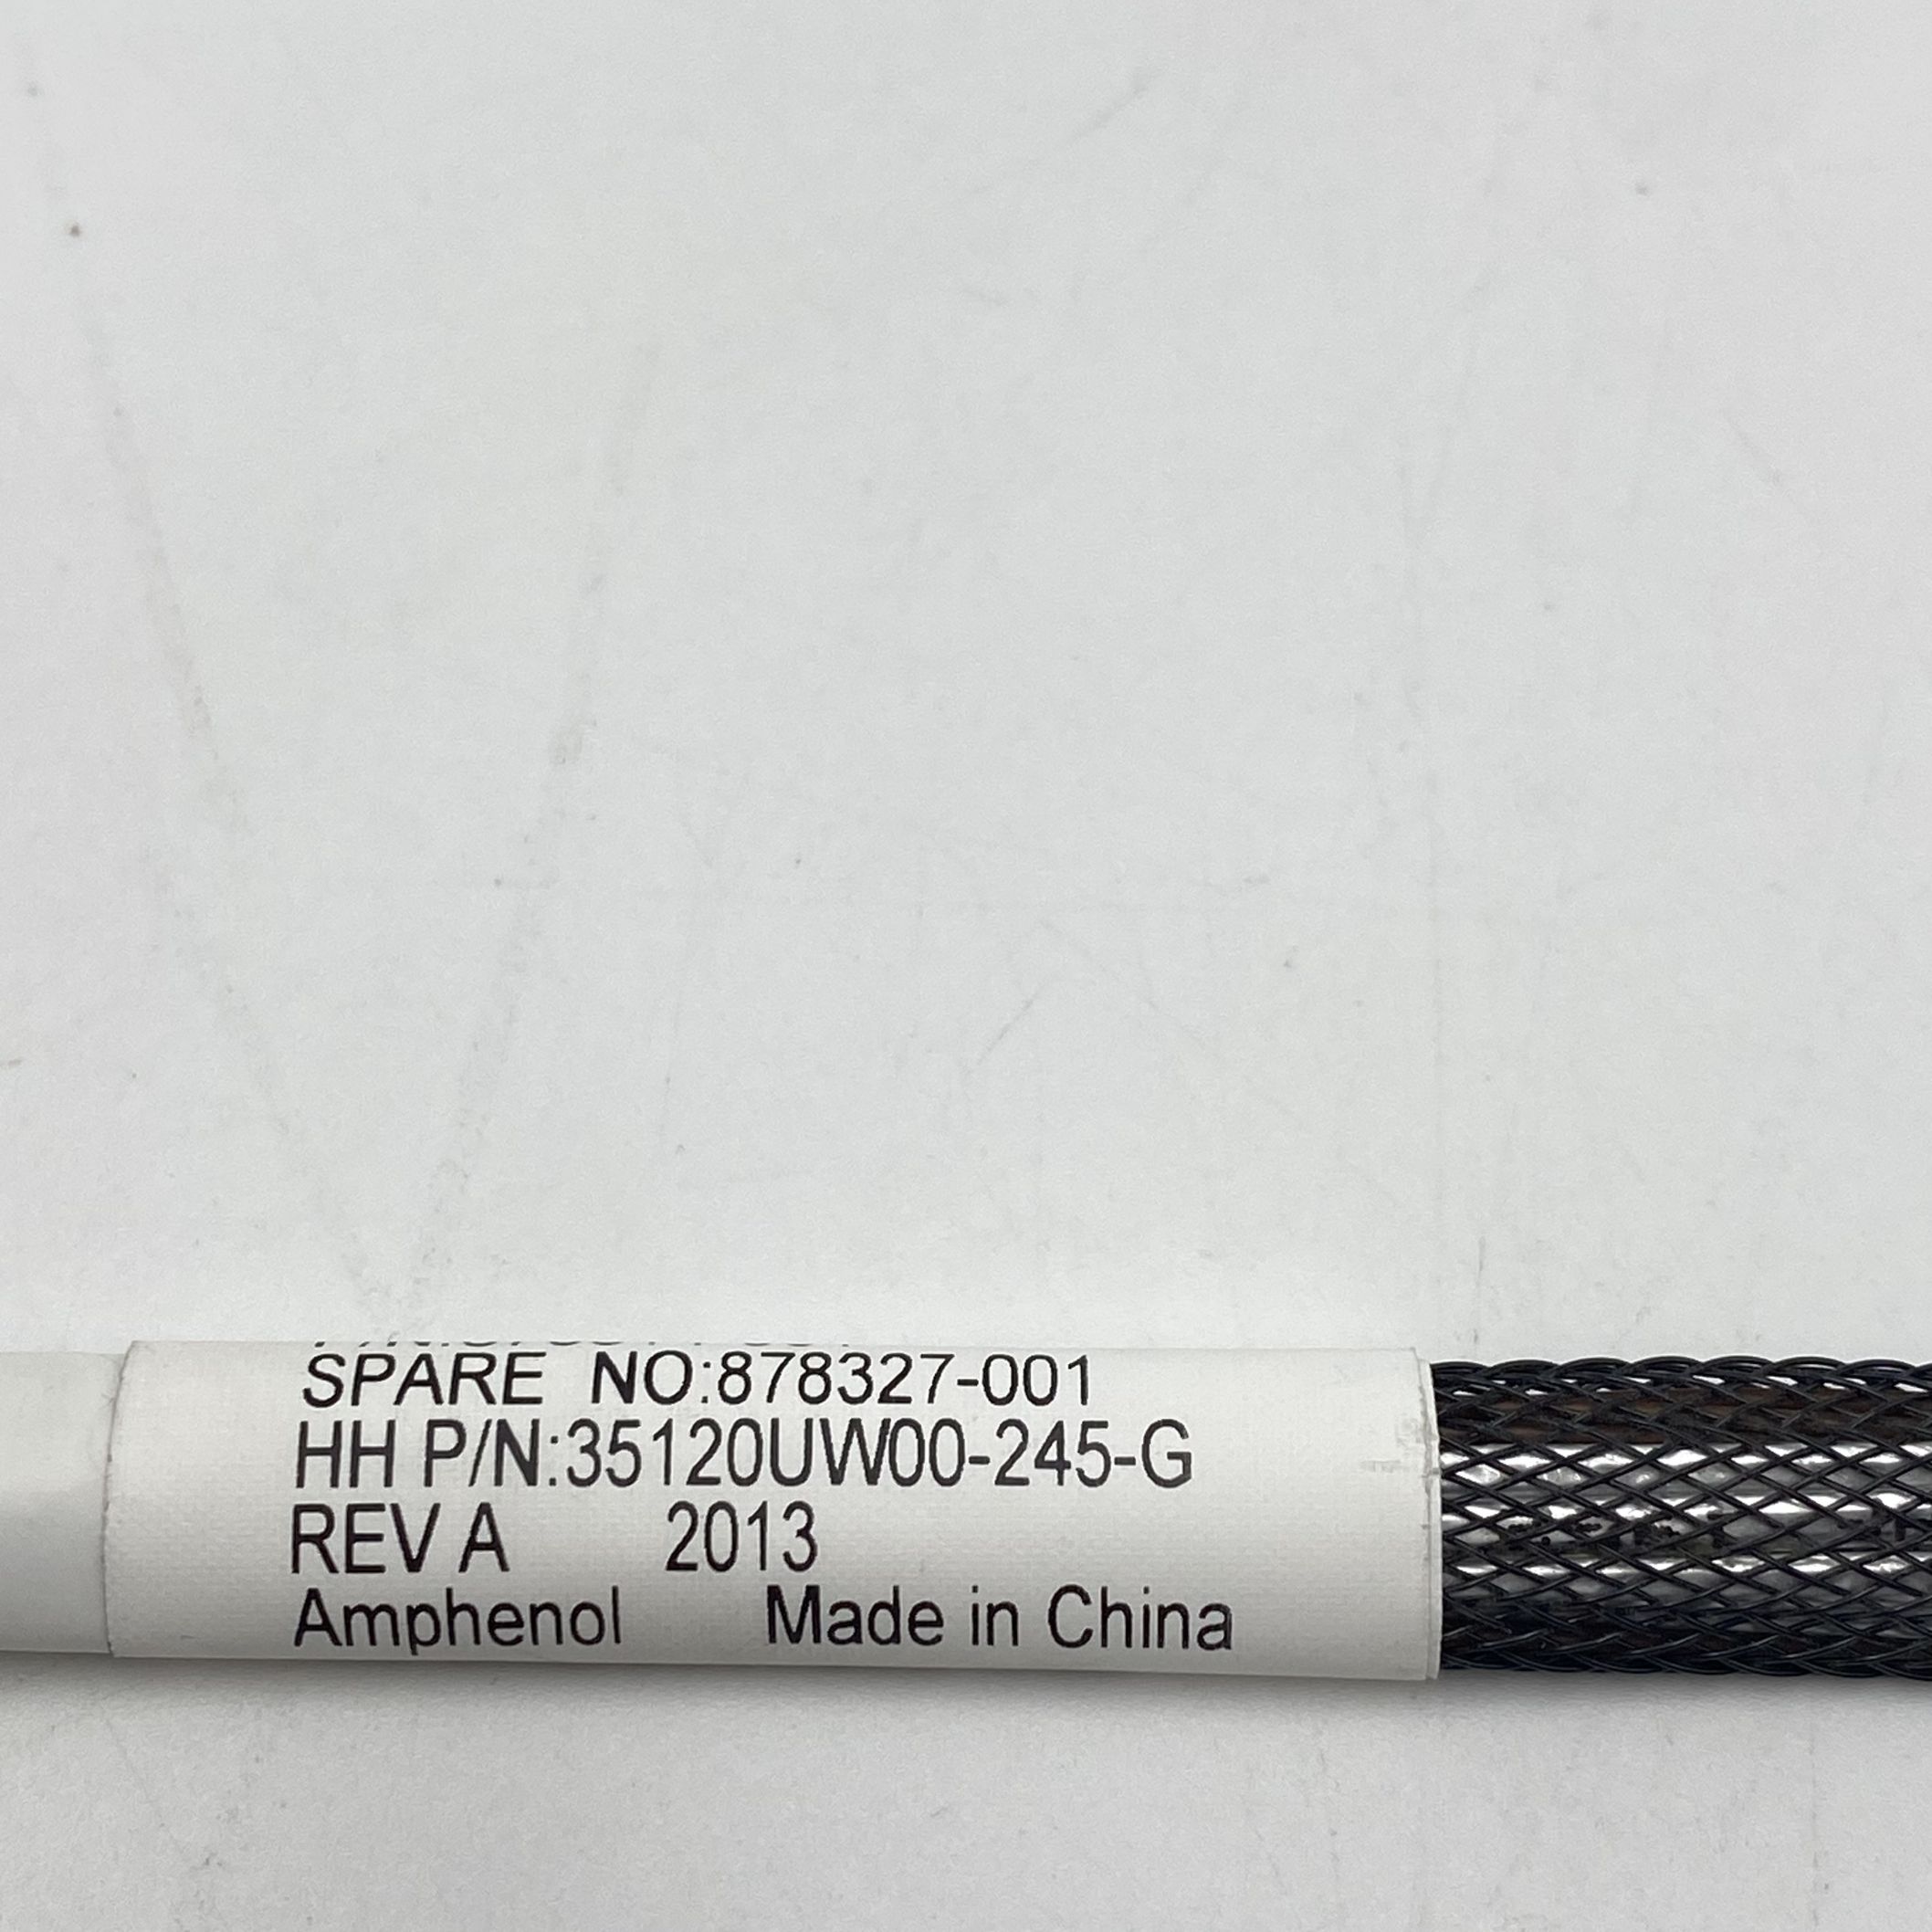 SPARE NO:878327-001
HH P/N:35120UW00-245-G
REV A 2013
Amphenol Made in China